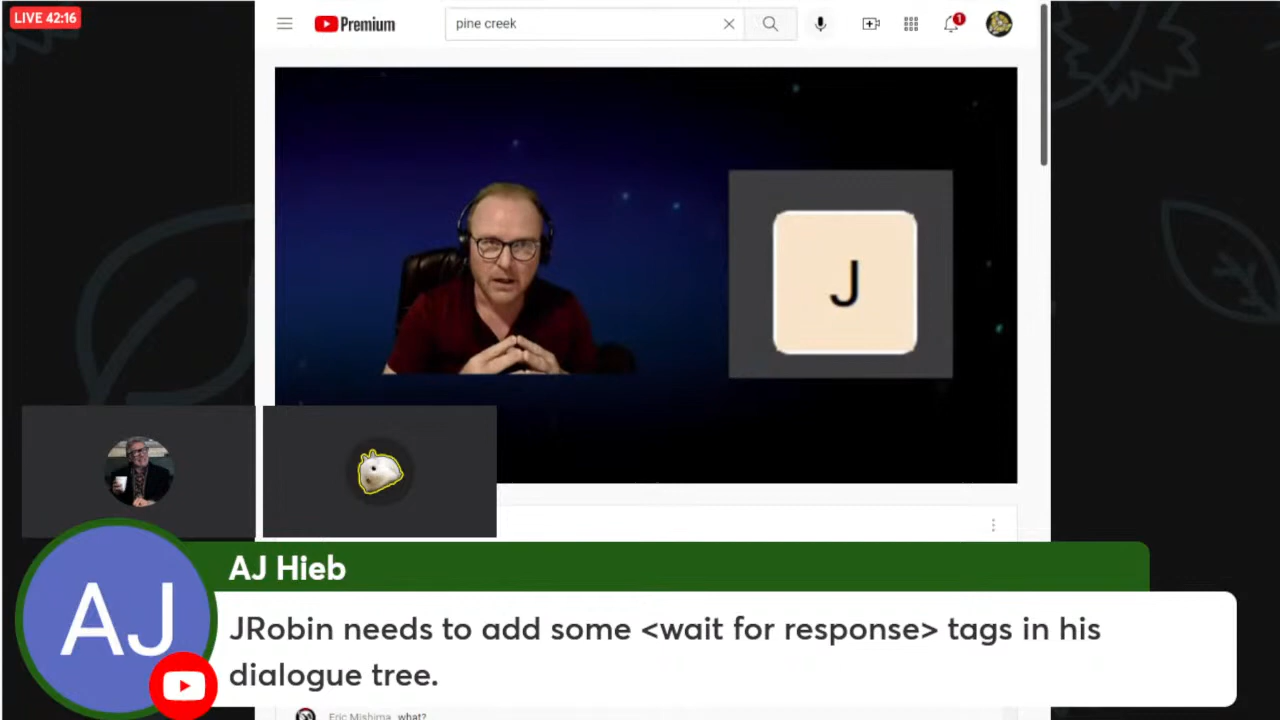 LIVE 42:16
Premium
pine creek
1
J
AJ Hieb
AJ
JRobin needs to add some <wait for response> tags in his
dialogue tree.
Eric Mishima what?